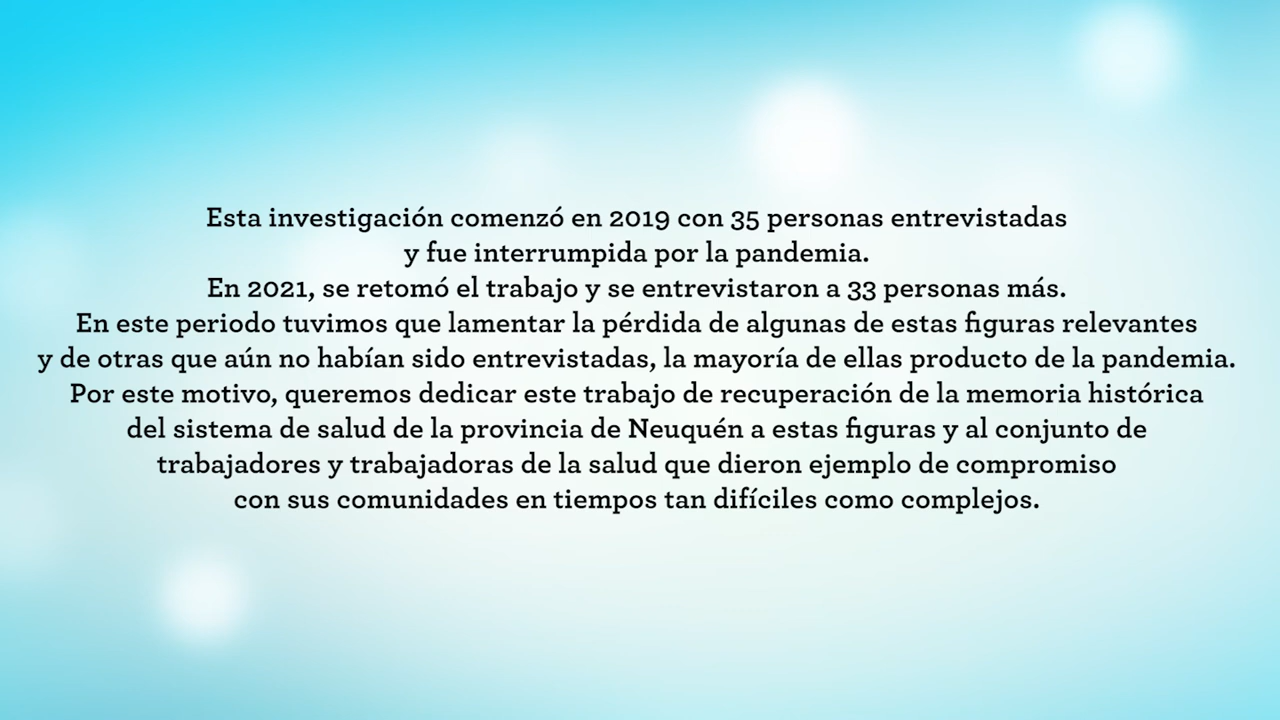 Esta investigación comenzó en 2019 con 35 personas entrevistadas
y fue interrumpida por la pandemia.
En 2021, se retomó el trabajo y se entrevistaron a 33 personas más.
En este periodo tuvimos que lamentar la pérdida de algunas de estas figuras relevantes
y de otras que aún no habían sido entrevistadas, la mayoría de ellas producto de la pandemia.
Por este motivo, queremos dedicar este trabajo de recuperación de la memoria histórica
del sistema de salud de la provincia de Neuquén a estas figuras y al conjunto de
trabajadores y trabajadoras de la salud que dieron ejemplo de compromiso
con sus comunidades en tiempos tan difíciles como complejos.